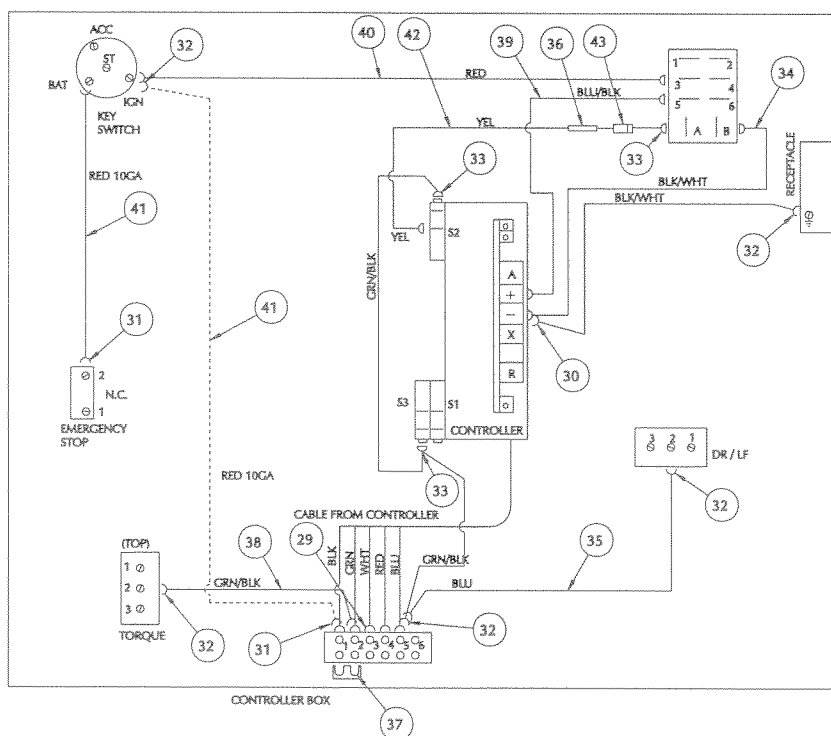 ACC
ST
BAT
IGN
KEY
SWITCH
32
40
42
39
36
43
RED
BLU/BLK
YEL
1 2
3 4
5 6
A B
34
33
BLK/WHT
BLK/WHT
RECEPTACLE
32
RED 10GA
41
33
YEL
GRN/BLK
S2
A
+
−
X
R
30
41
31
2
N.C.
1
EMERGENCY
STOP
S3
S1
CONTROLLER
33
RED 10GA
3 2 1
DR / LF
32
CABLE FROM CONTROLLER
(TOP)
1
2
3
TORQUE
32
38
29
GRN/BLK
BLK
GRN
WHT
RED
BLU
GRN/BLK
BLU
35
31
32
1 2 3 4 5 6
CONTROLLER BOX
37